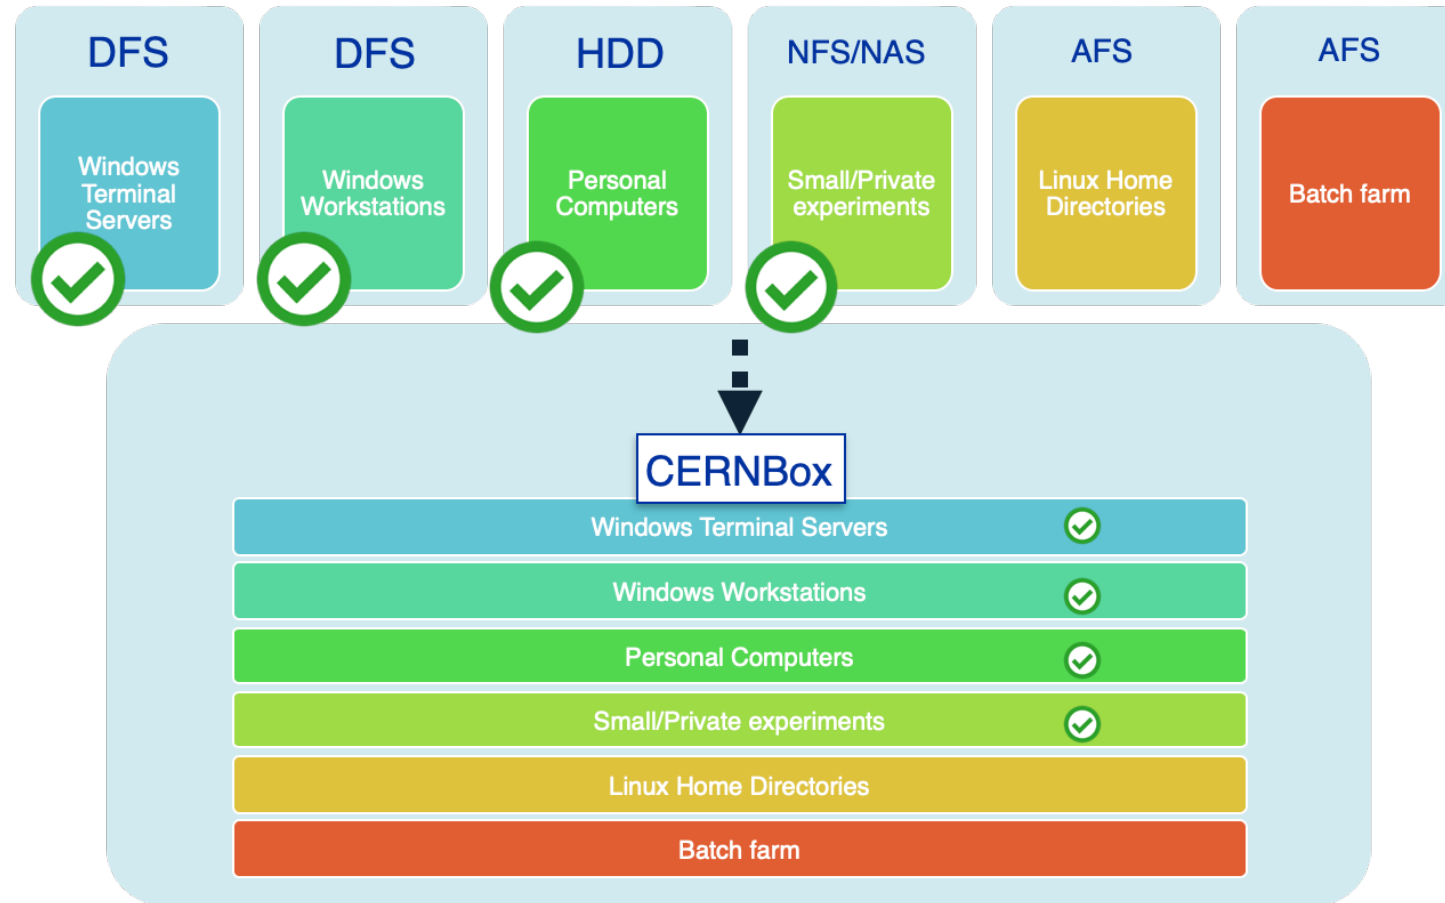 DFS
Windows
Terminal
Servers
DFS
Windows
Workstations
HDD
Personal
Computers
NFS/NAS
Small/Private
experiments
AFS
Linux Home
Directories
AFS
Batch farm
CERNBox
Windows Terminal Servers
Windows Workstations
Personal Computers
Small/Private experiments
Linux Home Directories
Batch farm